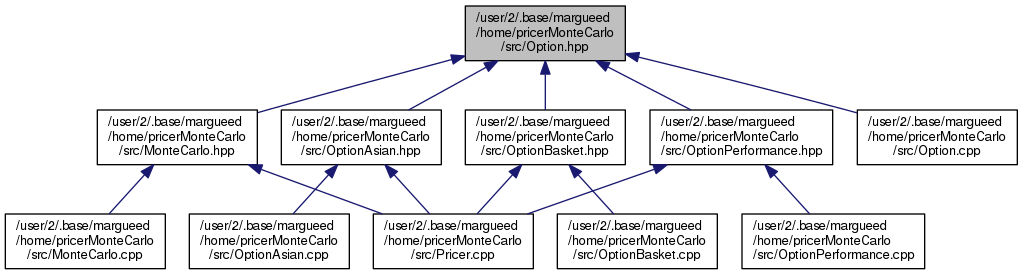 /user/2/.base/margueed
/home/pricerMonteCarlo
/src/Option.hpp
/user/2/.base/margueed
/home/pricerMonteCarlo
/src/MonteCarlo.hpp
/user/2/.base/margueed
/home/pricerMonteCarlo
/src/OptionAsian.hpp
/user/2/.base/margueed
/home/pricerMonteCarlo
/src/OptionBasket.hpp
/user/2/.base/margueed
/home/pricerMonteCarlo
/src/OptionPerformance.hpp
/user/2/.base/margueed
/home/pricerMonteCarlo
/src/Option.cpp
/user/2/.base/margueed
/home/pricerMonteCarlo
/src/MonteCarlo.cpp
/user/2/.base/margueed
/home/pricerMonteCarlo
/src/OptionAsian.cpp
/user/2/.base/margueed
/home/pricerMonteCarlo
/src/Pricer.cpp
/user/2/.base/margueed
/home/pricerMonteCarlo
/src/OptionBasket.cpp
/user/2/.base/margueed
/home/pricerMonteCarlo
/src/OptionPerformance.cpp